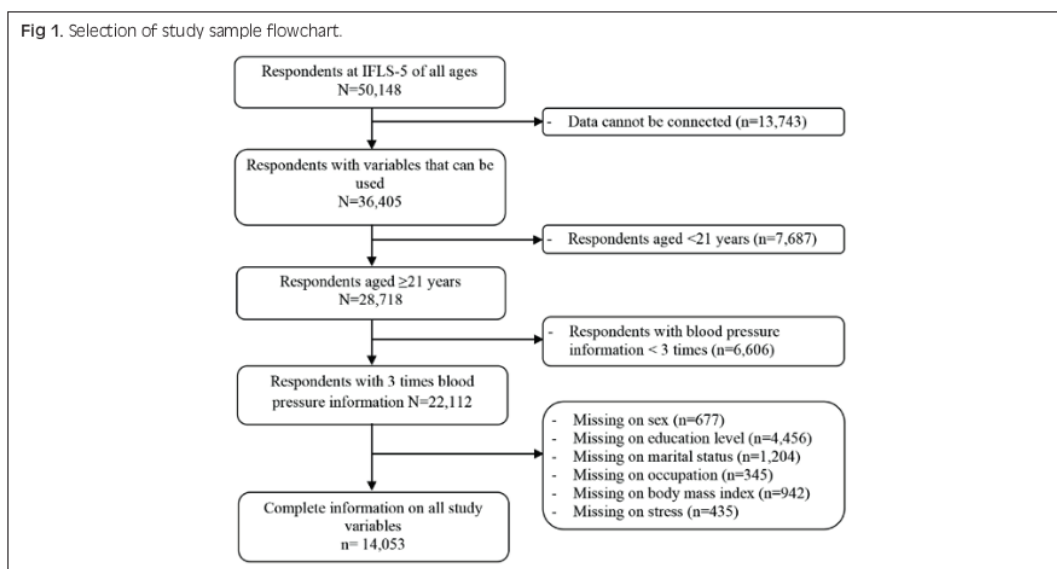 Fig 1. Selection of study sample flowchart.
Respondents at IFLS-5 of all ages
N=50,148
- Data cannot be connected (n=13,743)
Respondents with variables that can be
used
N=36,405
- Respondents aged <21 years (n=7,687)
Respondents aged ≥21 years
N=28,718
- Respondents with blood pressure
information < 3 times (n=6,606)
Respondents with 3 times blood
pressure information N=22,112
- Missing on sex (n=677)
- Missing on education level (n=4,456)
- Missing on marital status (n=1,204)
- Missing on occupation (n=345)
- Missing on body mass index (n=942)
- Missing on stress (n=435)
Complete information on all study
variables
n= 14,053